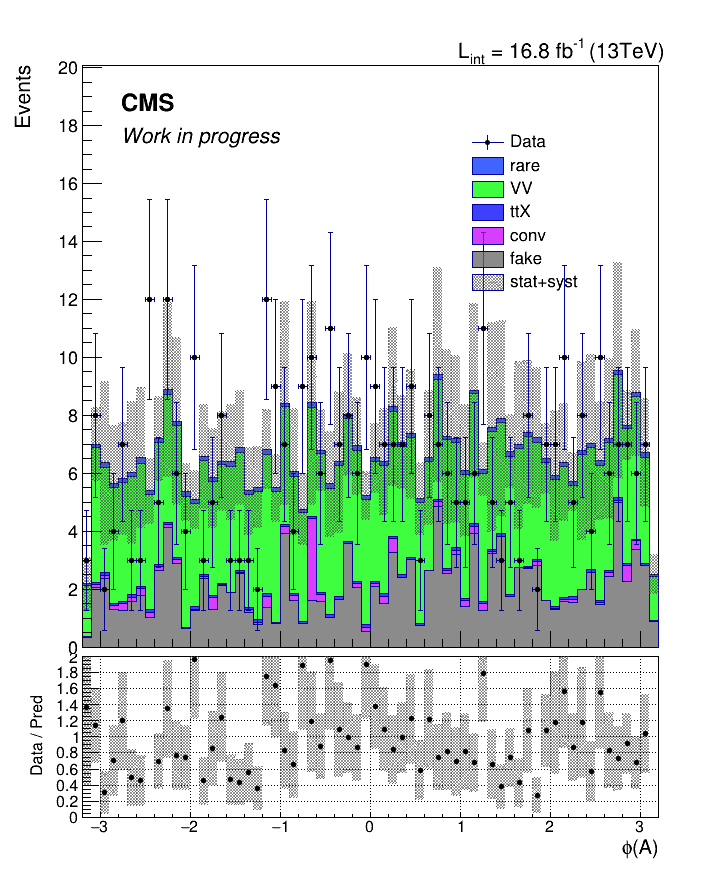 L_int = 16.8 fb^-1 (13TeV)
Events
20
18
16
14
12
10
8
6
4
2
0
CMS
Work in progress
Data
rare
VV
ttX
conv
fake
stat+syst
Data / Pred
2
1.8
1.6
1.4
1.2
1
0.8
0.6
0.4
0.2
0
−3 −2 −1 0 1 2 3
ϕ(A)